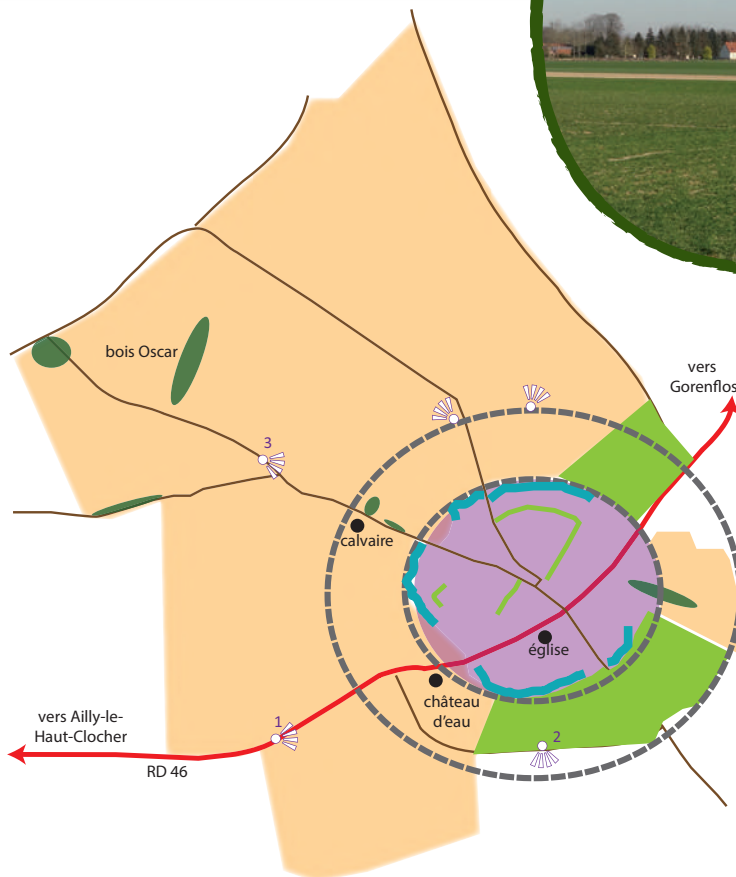 bois Oscar
vers
Gorenflos
3
calvaire
église
château
d'eau
vers Ailly-le-
Haut-Clocher
1
RD 46
2